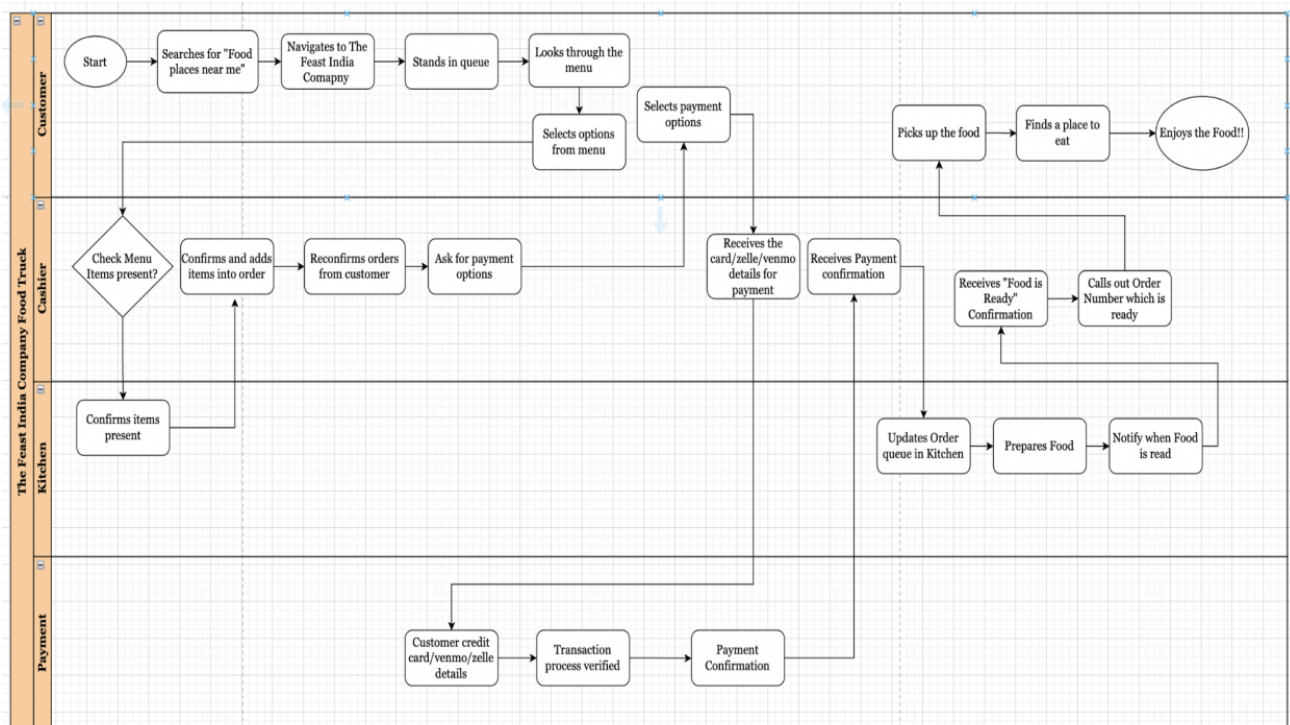 The Feast India Company Food Truck
Customer
Start
Searches for "Food
places near me"
Navigates to The
Feast India
Comapny
Stands in queue
Looks through the
menu
Selects options
from menu
Selects payment
options
Picks up the food
Finds a place to
eat
Enjoys the Food!!
Cashier
Check Menu
Items present?
Confirms and adds
items into order
Reconfirms orders
from customer
Ask for payment
options
Receives the
card/zelle/venmo
details for
payment
Receives Payment
confirmation
Receives "Food is
Ready"
Confirmation
Calls out Order
Number which is
ready
Kitchen
Confirms items
present
Updates Order
queue in Kitchen
Prepares Food
Notify when Food
is read
Payment
Customer credit
card/venmo/zelle
details
Transaction
process verified
Payment
Confirmation